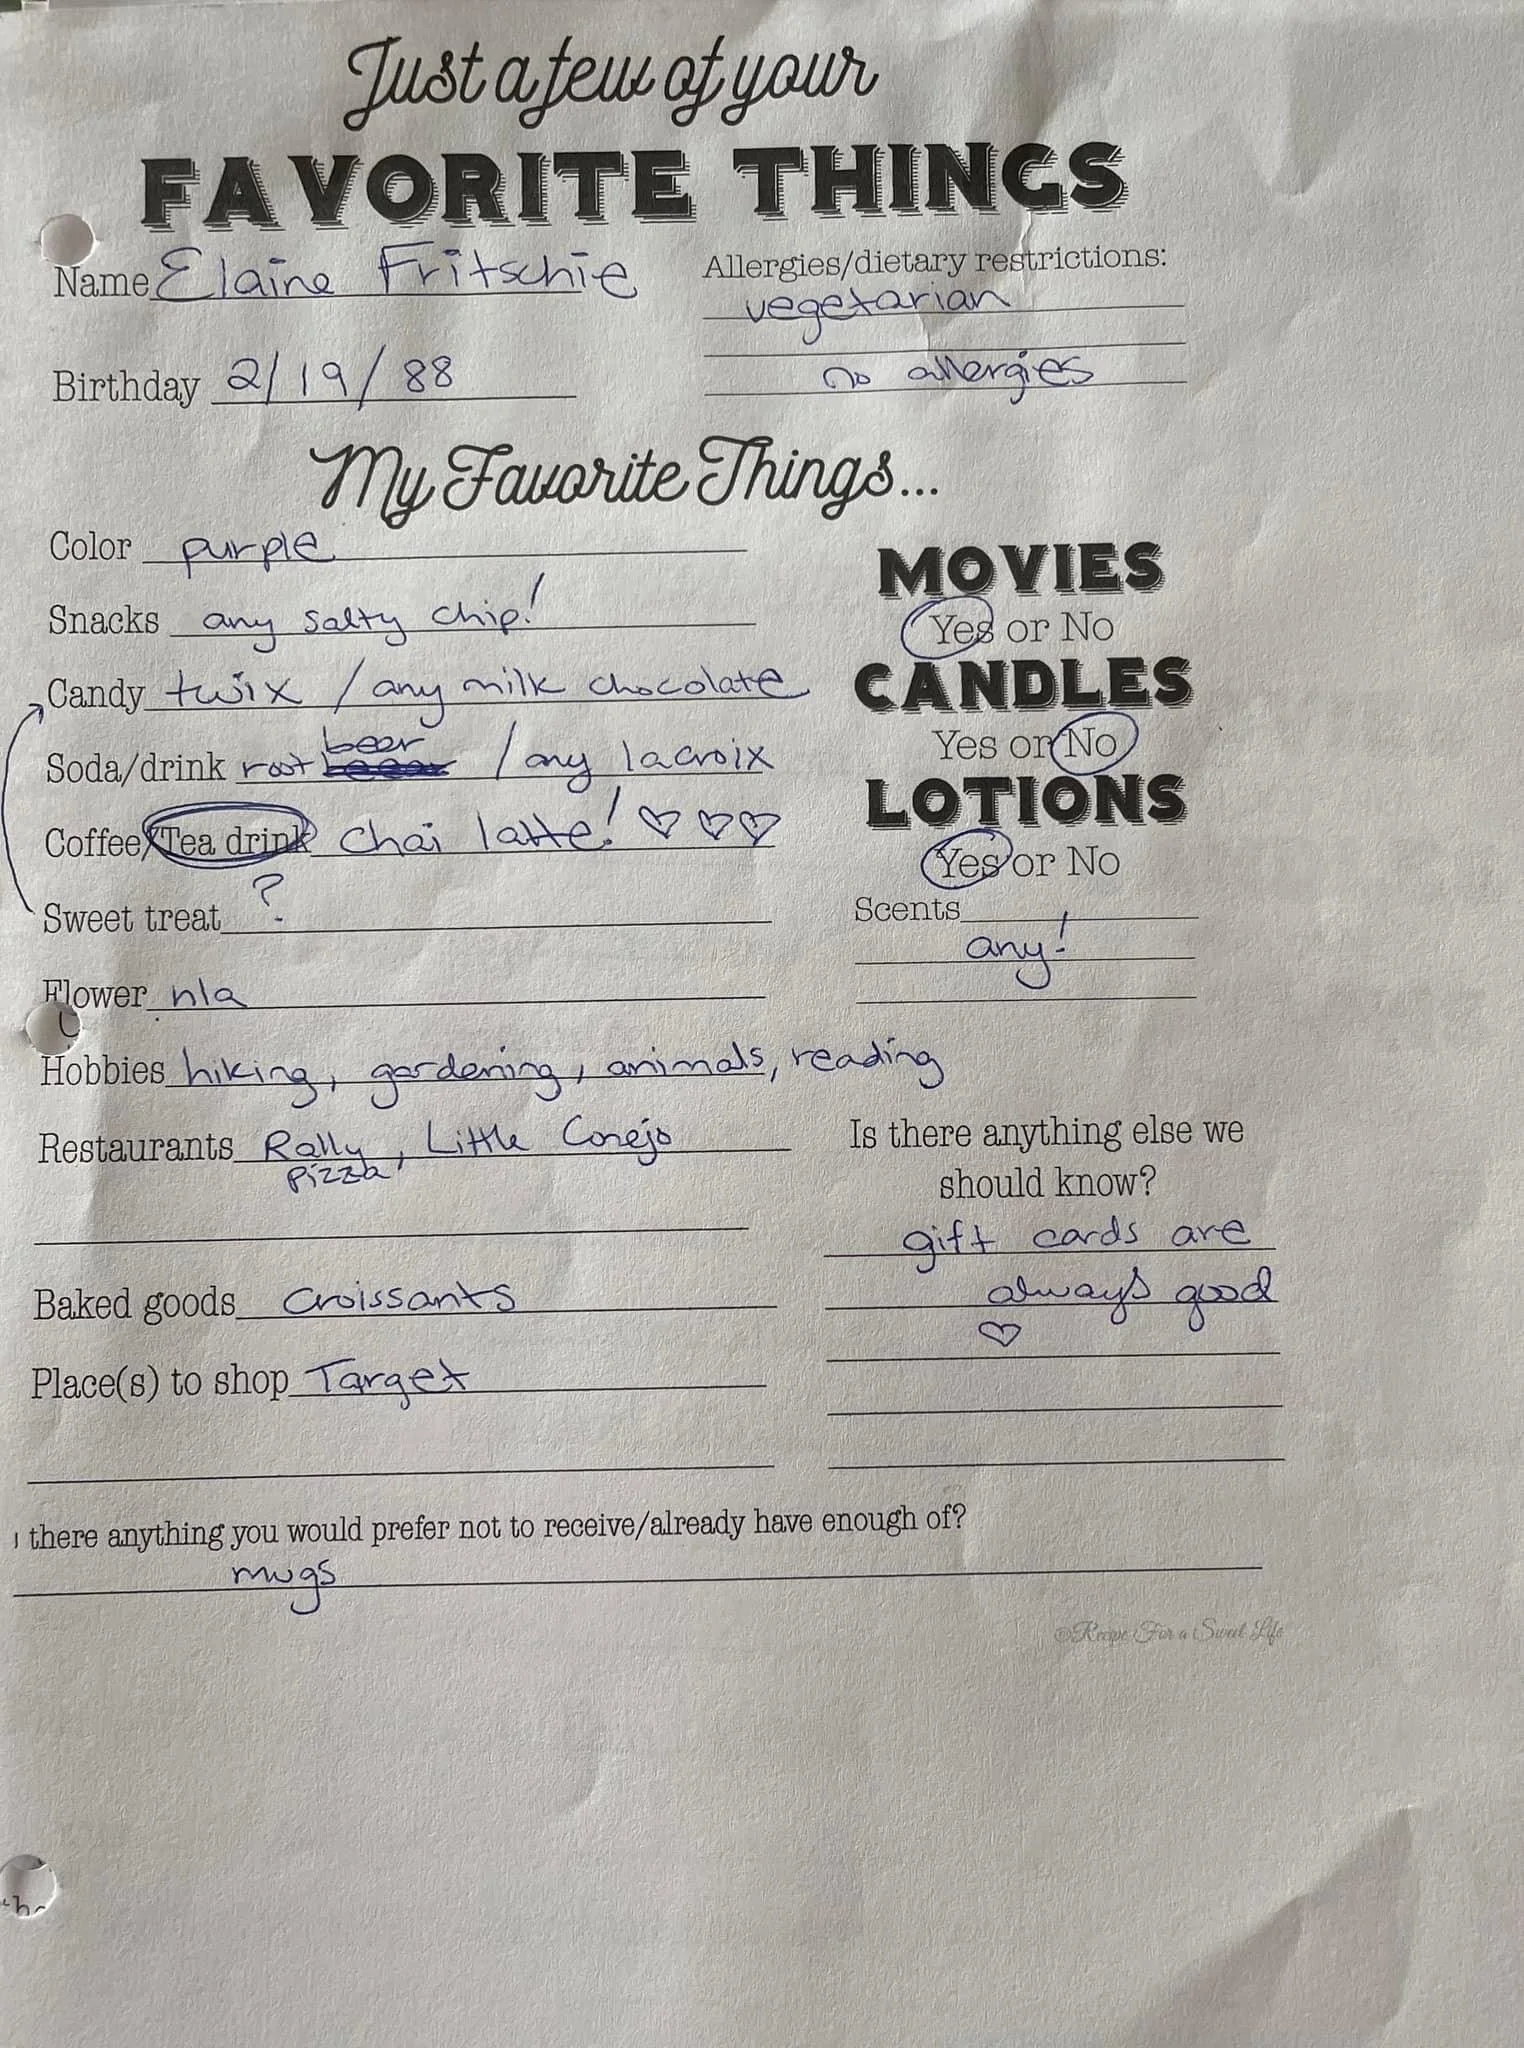 Just a few of your
FAVORITE THINGS
Name Elaine Fritschie
Allergies/dietary restrictions:
vegetarian
no allergies
Birthday 2/19/88
My Favorite Things...
Color purple
Snacks any salty chip!
Candy twix / any milk chocolate
Soda/drink root beer / any lacroix
Coffee/Tea drink chai latte! ♡♡♡
Sweet treat ?
Flower n/a
Hobbies hiking, gardening, animals, reading
Restaurants Rally pizza, Little Conejo
Baked goods croissants
Place(s) to shop Target
MOVIES
Yes or No
CANDLES
Yes or No
LOTIONS
Yes or No
Scents
any!
Is there anything else we
should know?
gift cards are
always good
♡
there anything you would prefer not to receive/already have enough of?
mugs
©Recipe For a Sweet Life